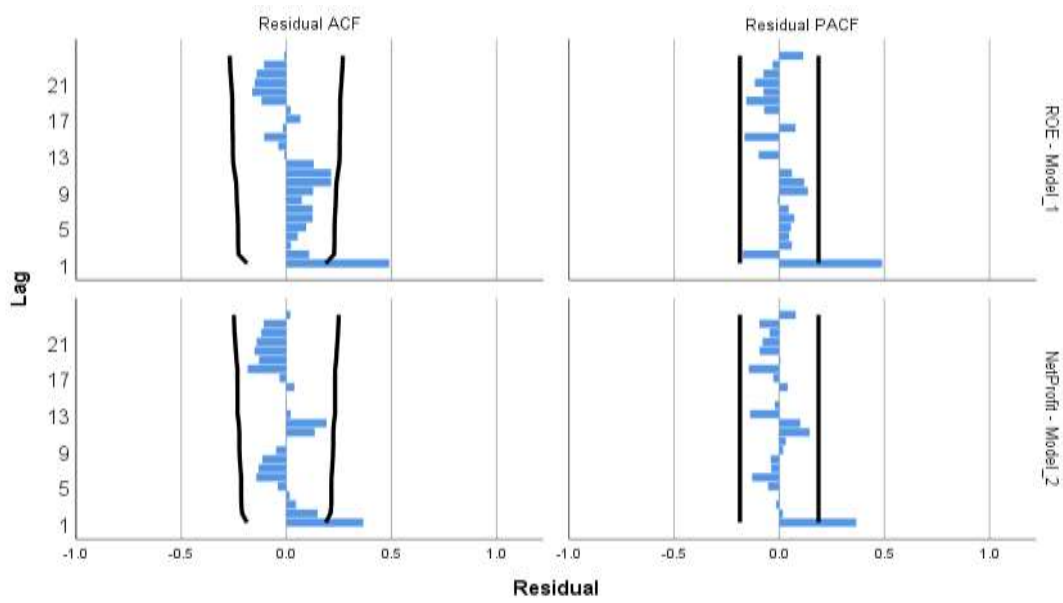 Residual ACF
Residual PACF
21
17
13
9
5
1
ROE - Model_1
Lag
21
17
13
9
5
1
NetProfit - Model_2
-1.0 -0.5 0.0 0.5 1.0
-1.0 -0.5 0.0 0.5 1.0
Residual